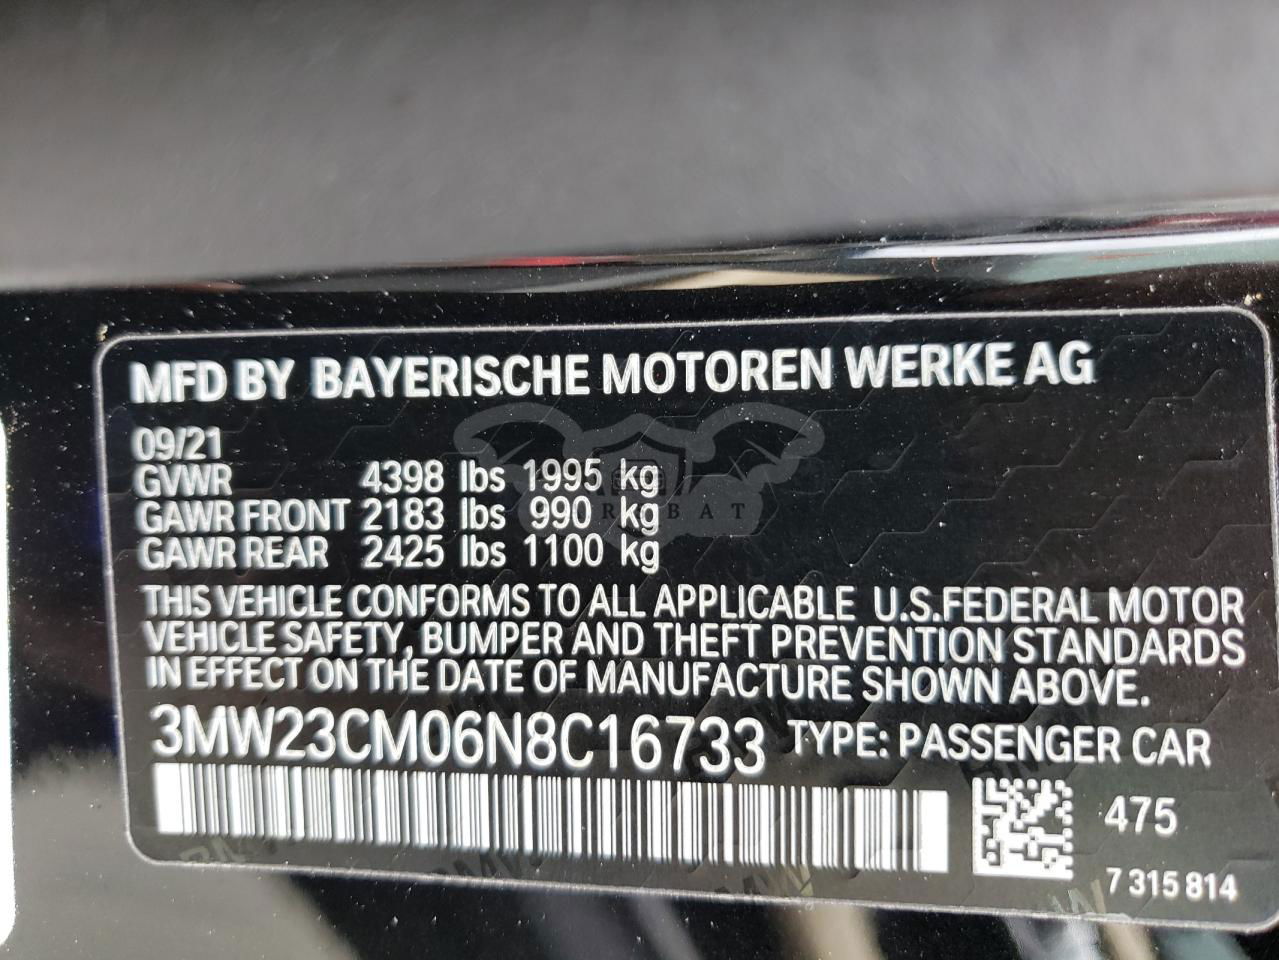 MFD BY BAYERISCHE MOTOREN WERKE AG
09/21
GVWR 4398 lbs 1995 kg
GAWR FRONT 2183 lbs 990 kg
GAWR REAR 2425 lbs 1100 kg
THIS VEHICLE CONFORMS TO ALL APPLICABLE U.S.FEDERAL MOTOR
VEHICLE SAFETY, BUMPER AND THEFT PREVENTION STANDARDS
IN EFFECT ON THE DATE OF MANUFACTURE SHOWN ABOVE.
3MW23CM06N8C16733 TYPE: PASSENGER CAR
475
7 315 814
BMW BMW BMW